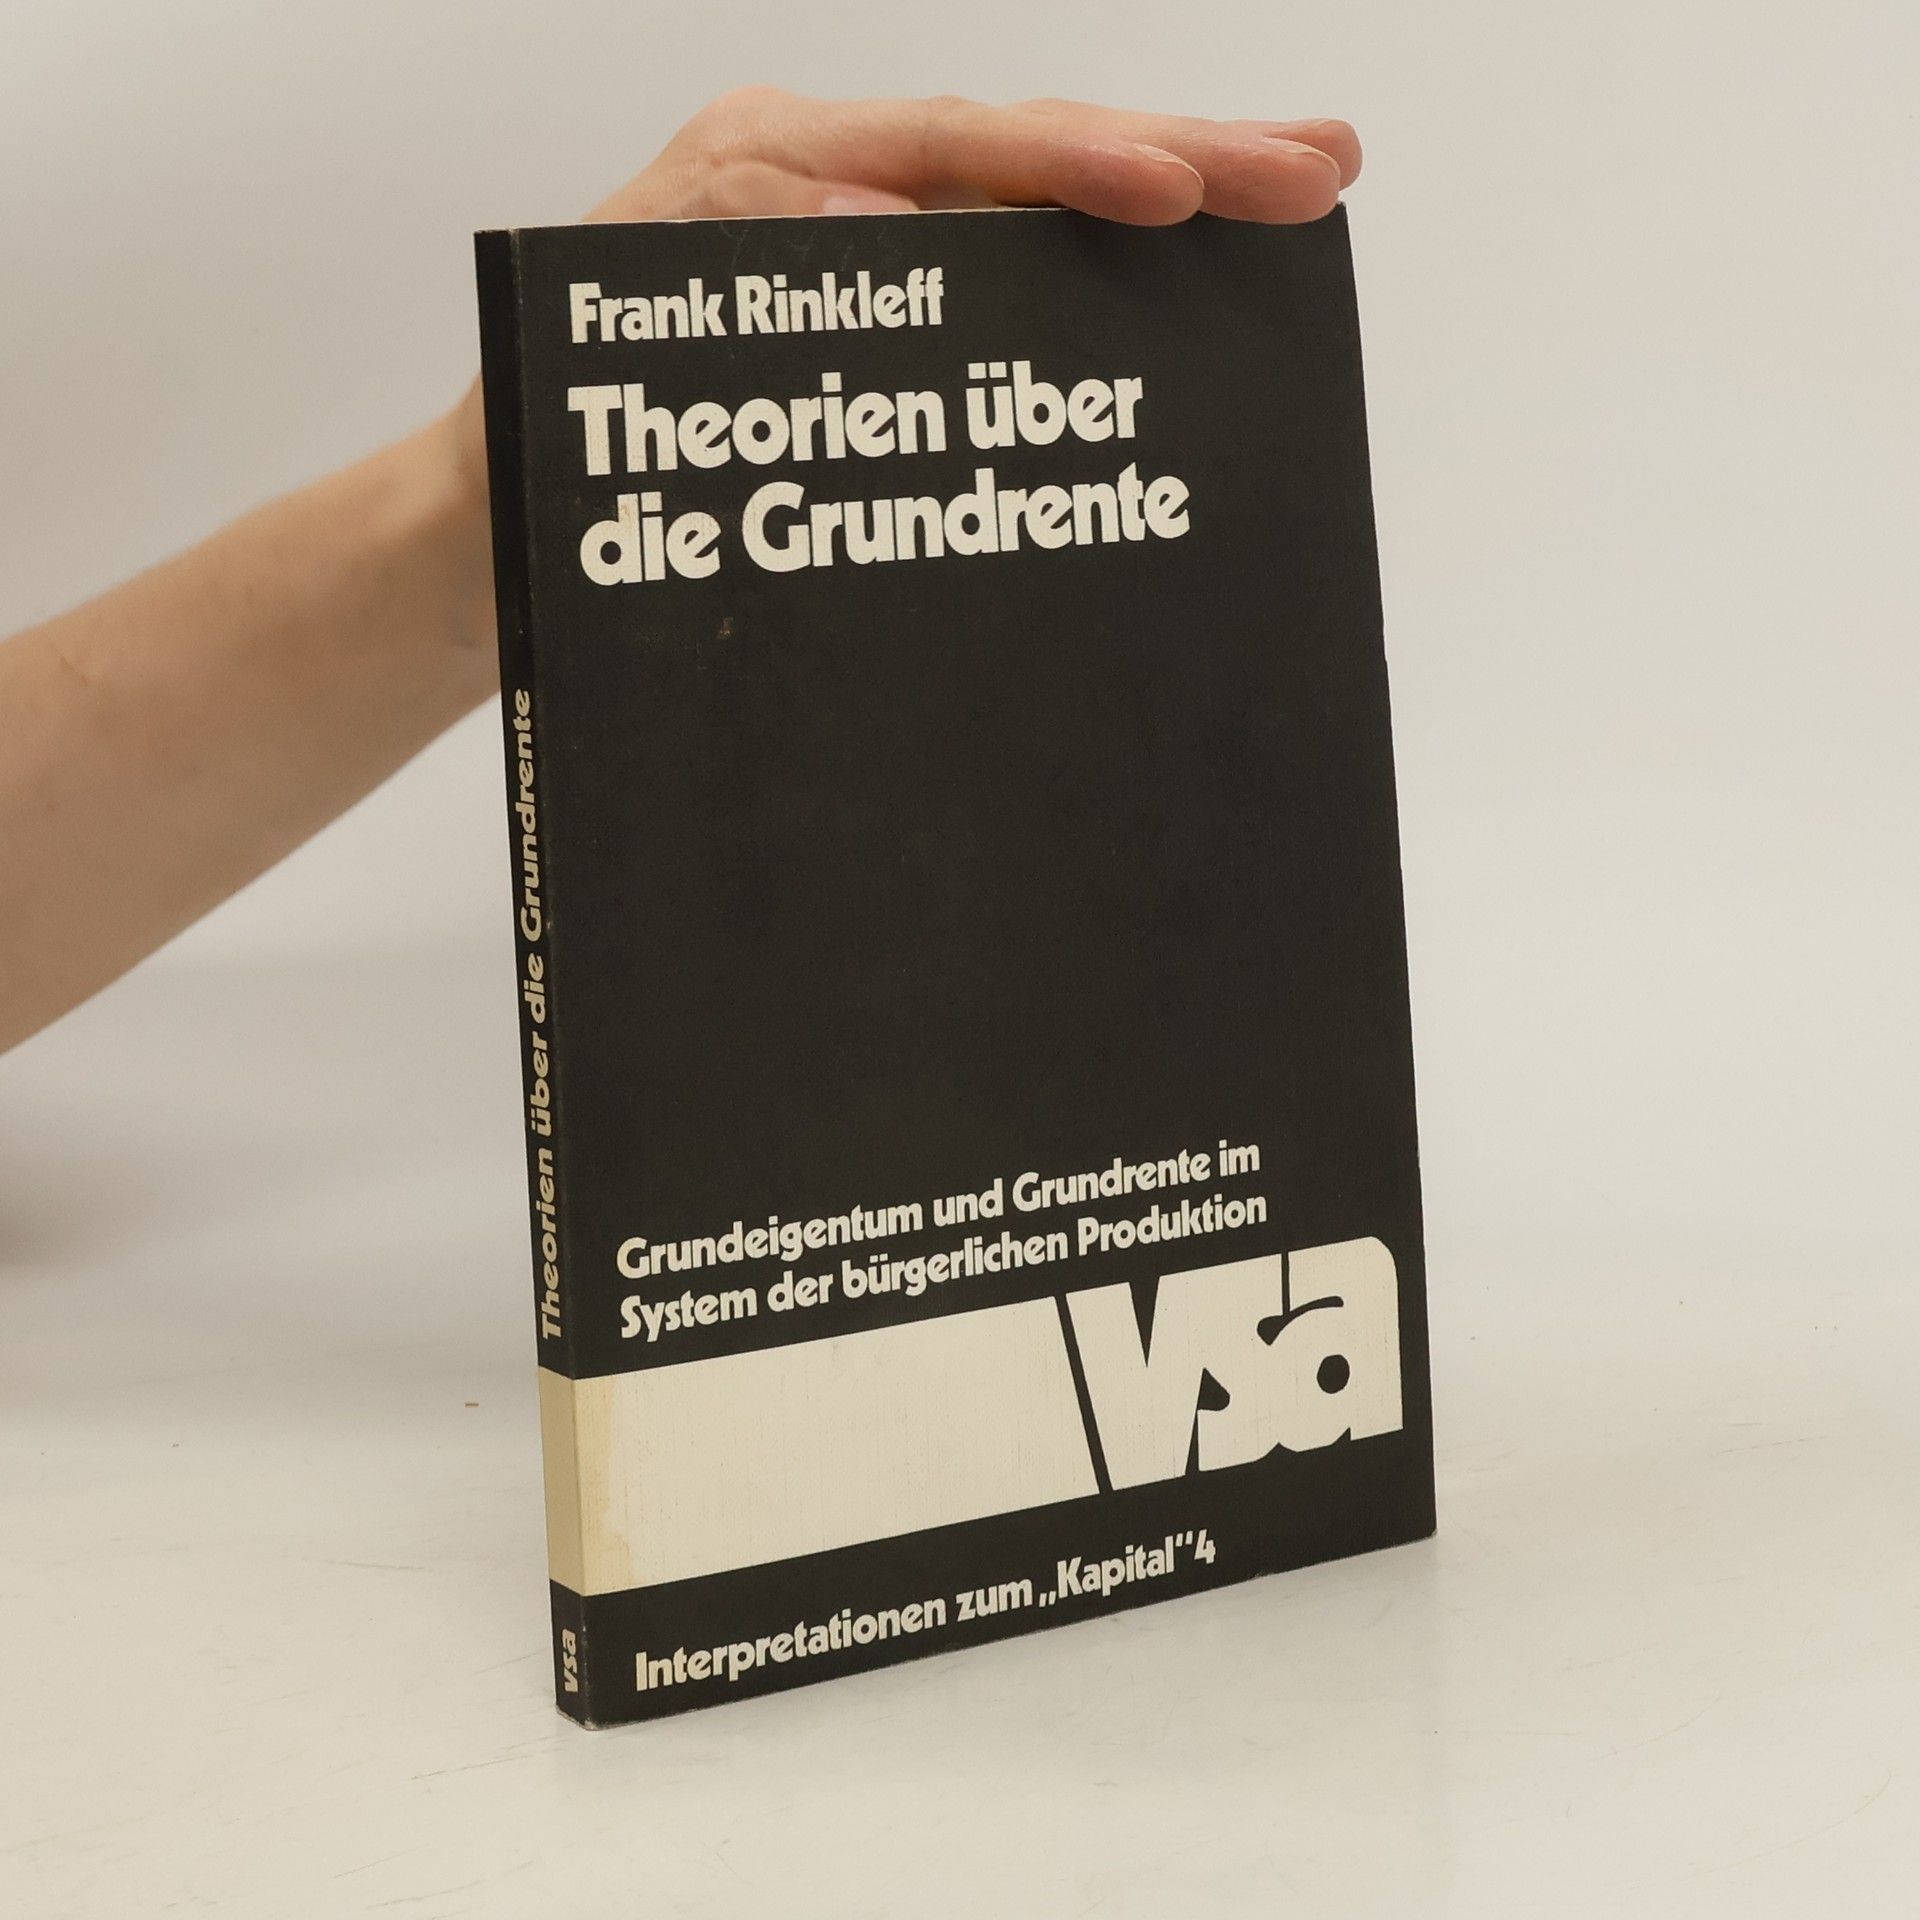 Frank Rinkleff
Theorien über
die Grundrente
Grundeigentum und Grundrente im
System der bürgerlichen Produktion
vsa
Interpretationen zum „Kapital“ 4
Theorien über die Grundrente
vsa